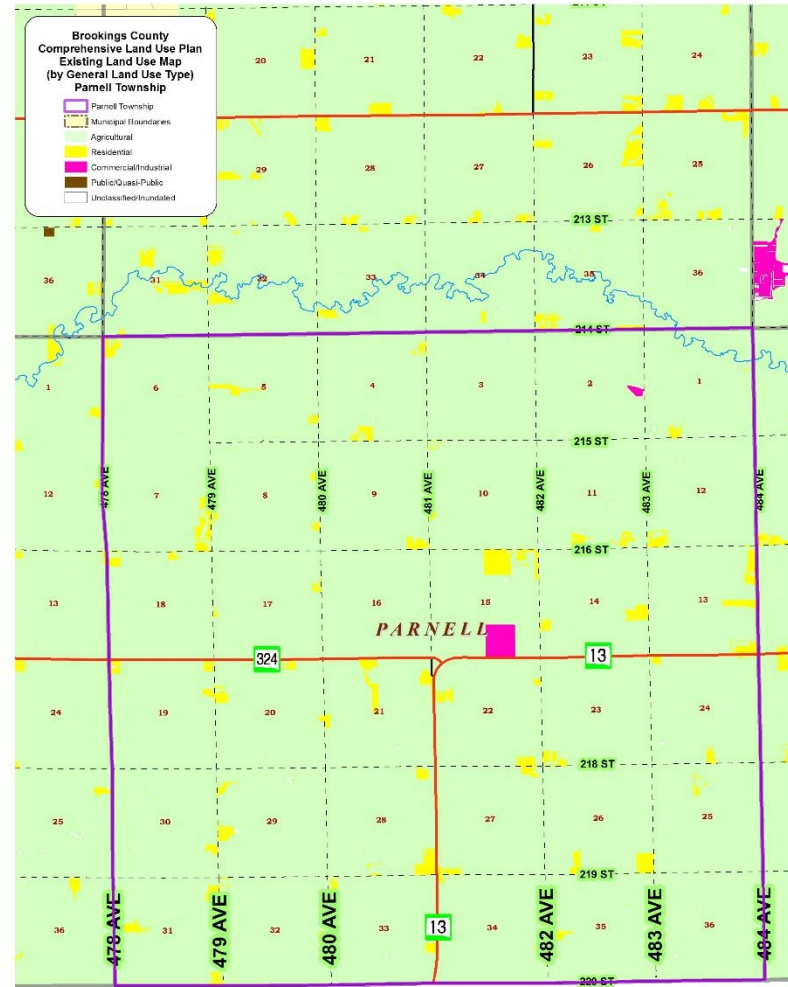 211 ST
Brookings County
Comprehensive Land Use Plan
Existing Land Use Map
(by General Land Use Type)
Parnell Township
Parnell Township
Municipal Boundaries
Agricultural
Residential
Commercial/Industrial
Public/Quasi-Public
Unclassified/Inundated
20 21 22 23 24
29 28 27 26 25
213 ST
36 31 32 33 34 35 36
214 ST
1 6 5 4 3 2 1
215 ST
478 AVE 479 AVE 480 AVE 481 AVE 482 AVE 483 AVE 484 AVE
12 7 8 9 10 11 12
216 ST
13 18 17 16 15 14 13
PARNELL
324 13
24 19 20 21 22 23 24
218 ST
25 30 29 28 27 26 25
219 ST
478 AVE 479 AVE 480 AVE 482 AVE 483 AVE 484 AVE
13
36 32 33 34 35 36
220 ST